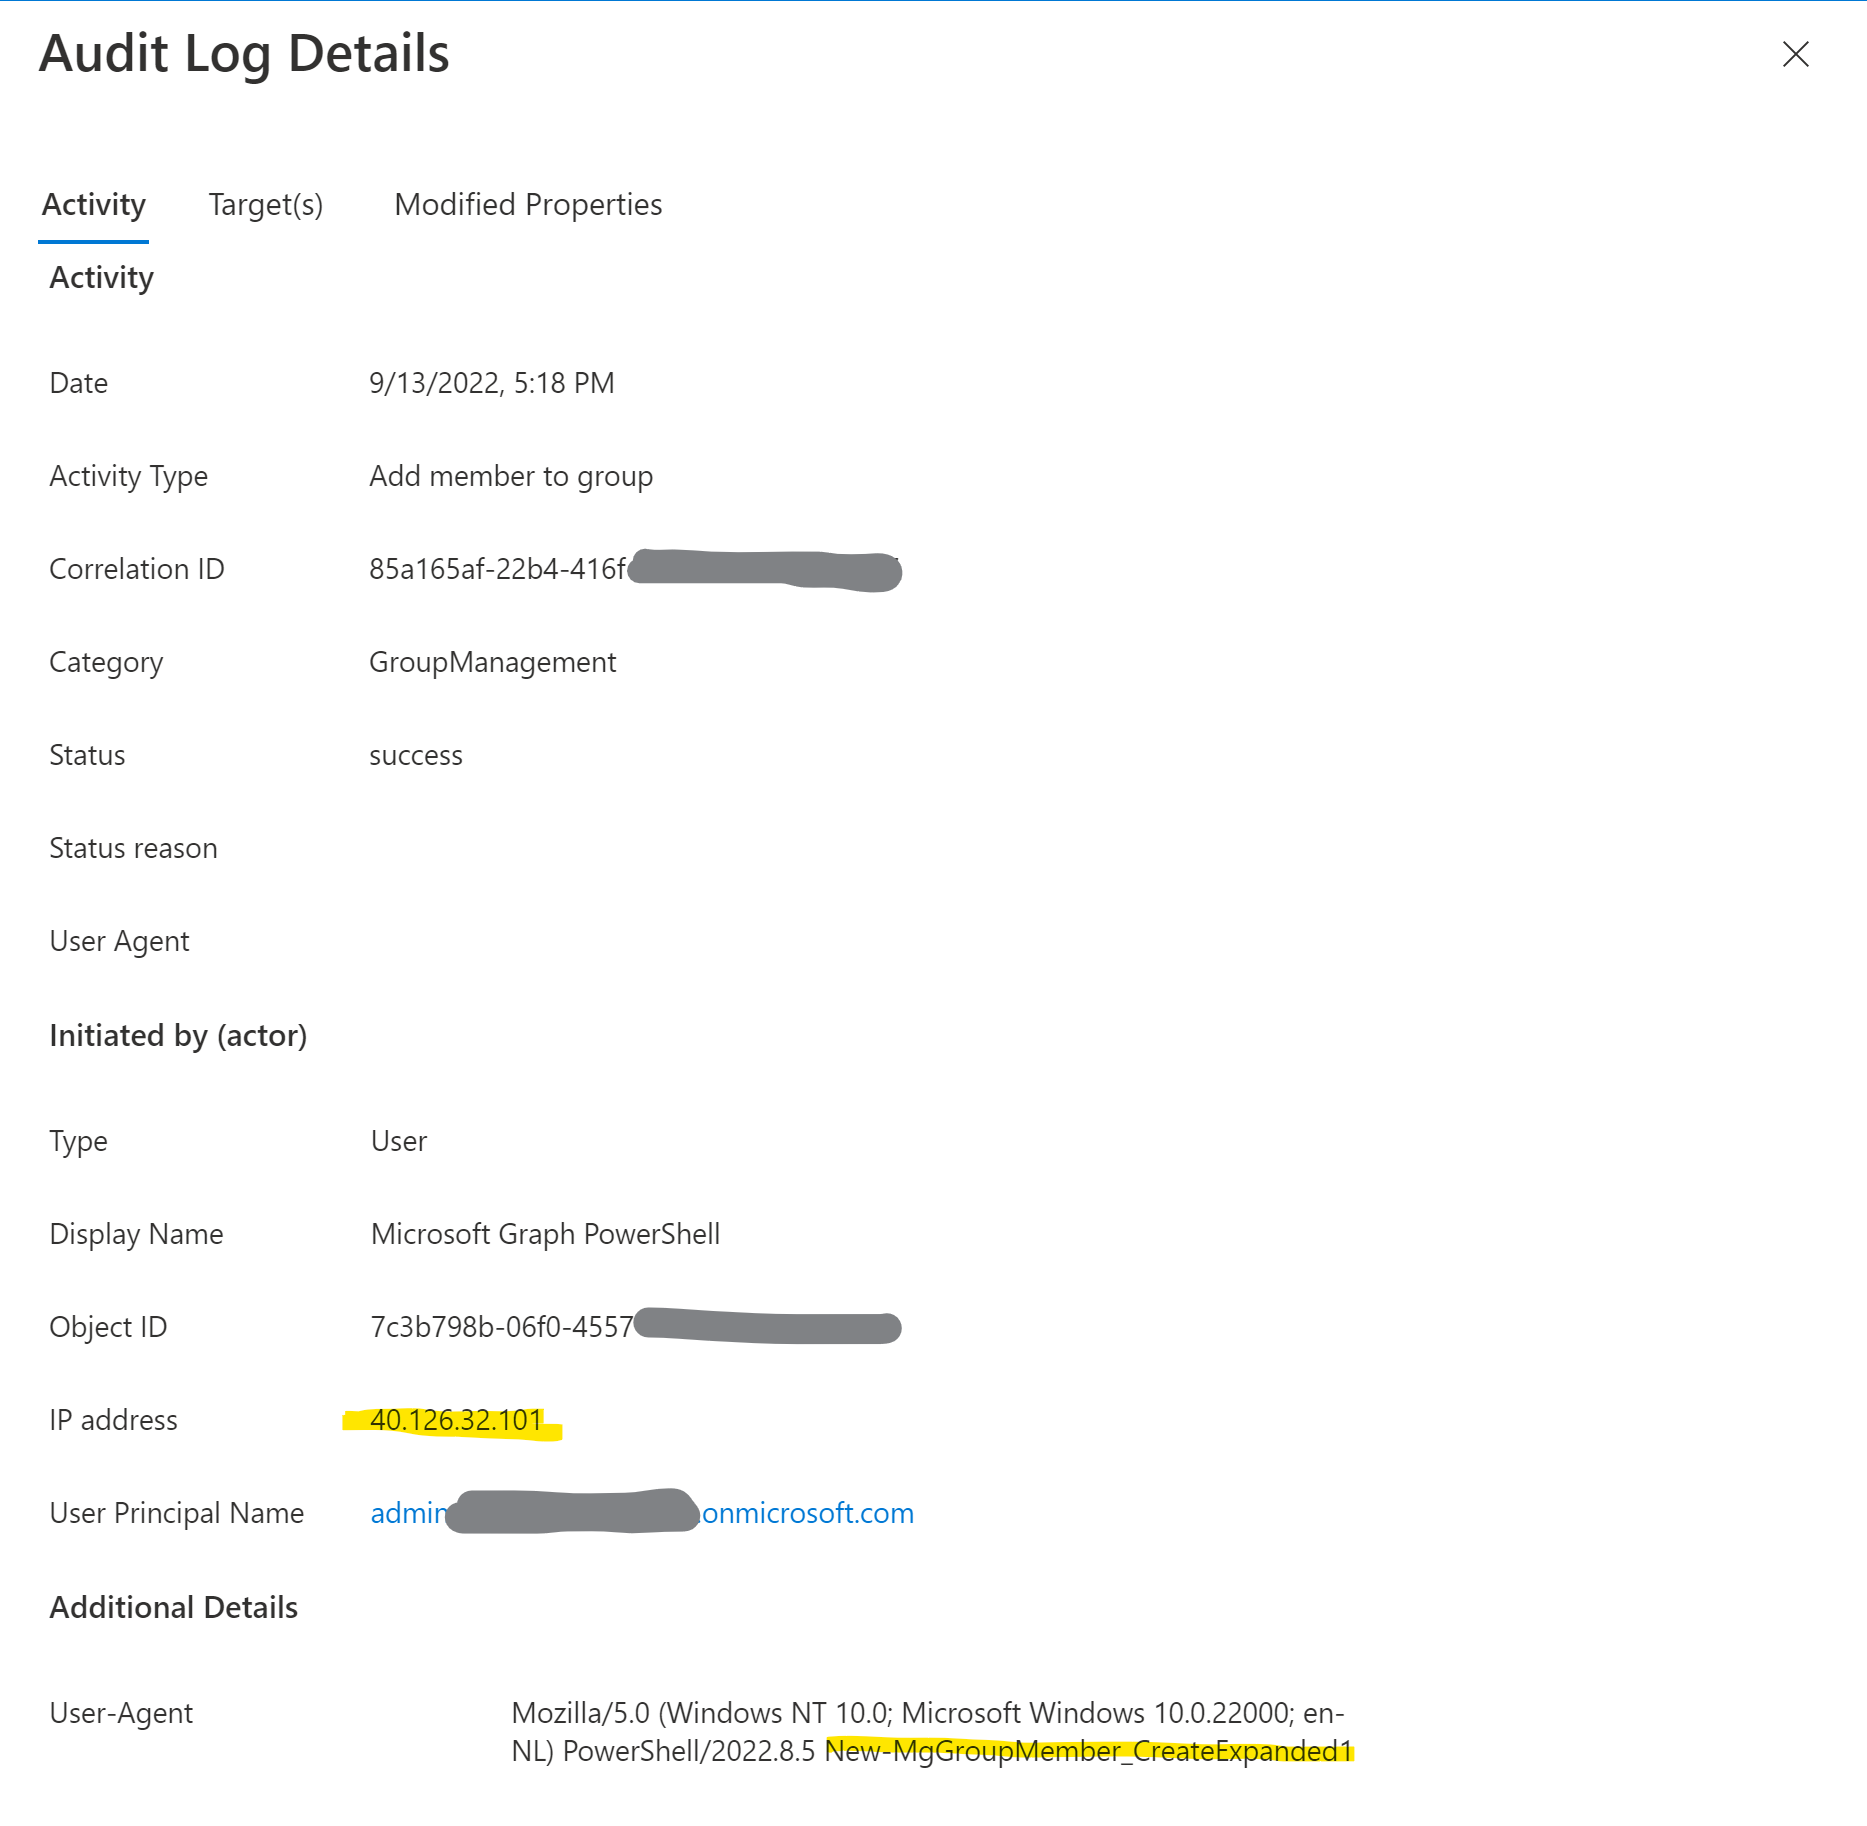 Audit Log Details
Activity Target(s) Modified Properties
Activity
Date 9/13/2022, 5:18 PM
Activity Type Add member to group
Correlation ID 85a165af-22b4-416f
Category GroupManagement
Status success
Status reason
User Agent
Initiated by (actor)
Type User
Display Name Microsoft Graph PowerShell
Object ID 7c3b798b-06f0-4557
IP address 40.126.32.101
User Principal Name admin .onmicrosoft.com
Additional Details
User-Agent Mozilla/5.0 (Windows NT 10.0; Microsoft Windows 10.0.22000; en-
NL) PowerShell/2022.8.5 New-MgGroupMember_CreateExpanded1